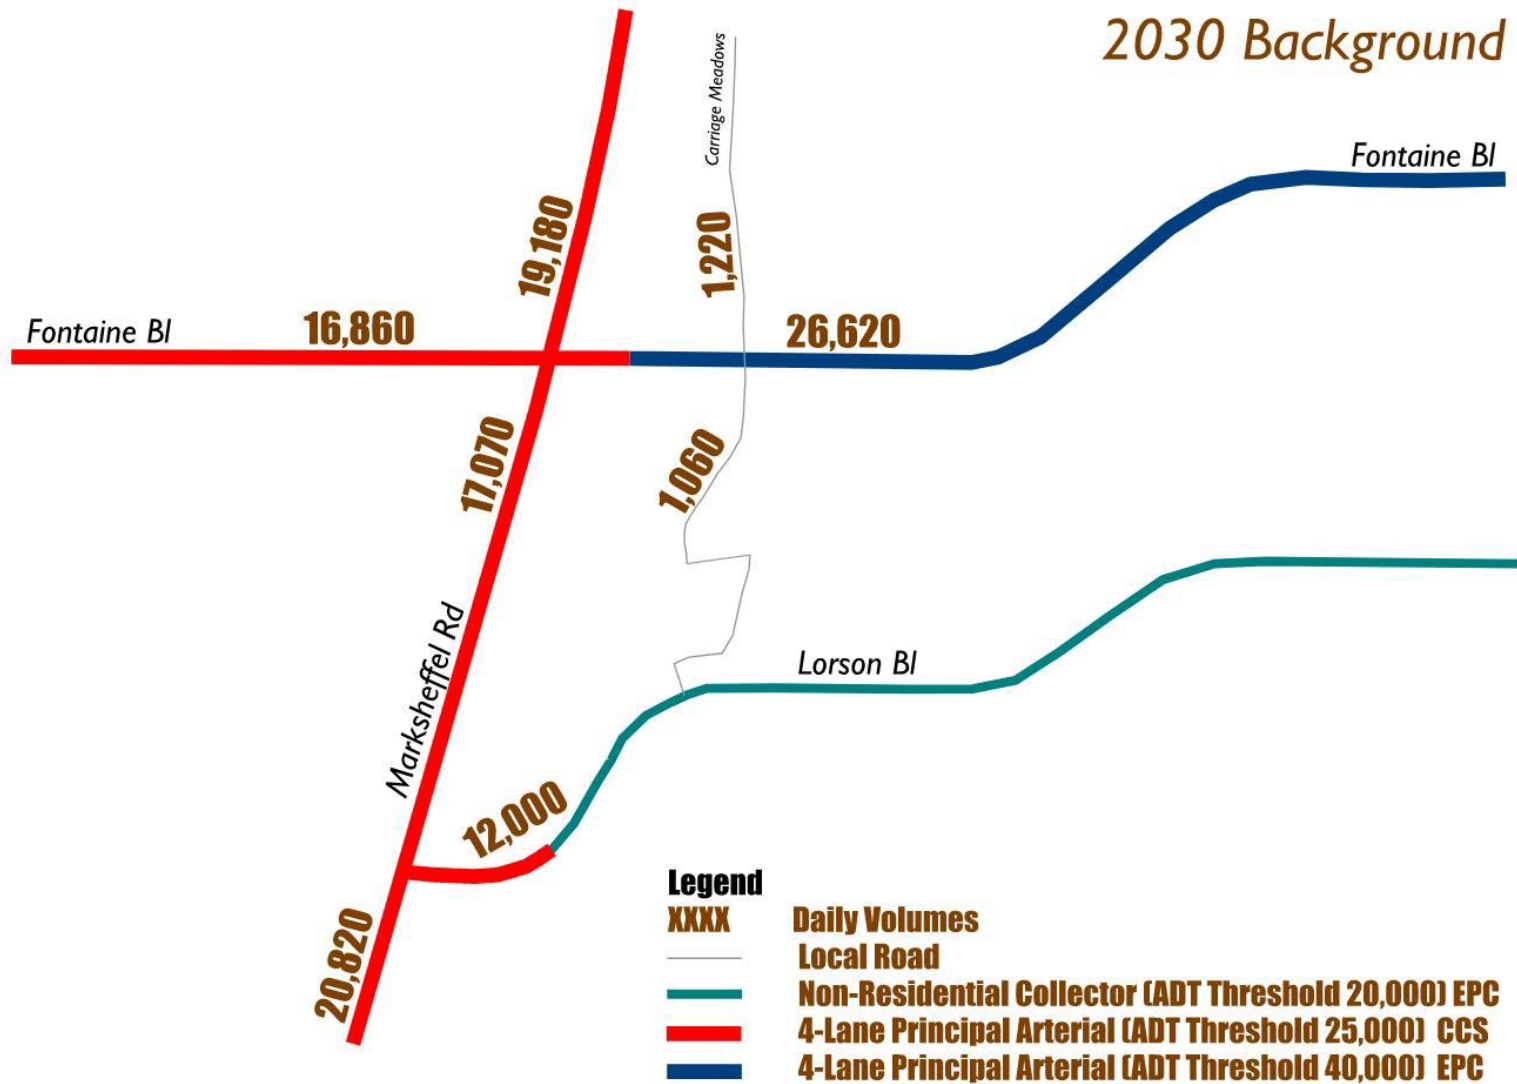 2030 Background
Carriage Meadows
Fontaine Bl
19,180
1,220
Fontaine Bl
16,860
26,620
17,070
1,060
Marksheffel Rd
Lorson Bl
12,000
20,820
Legend
XXXX Daily Volumes
Local Road
Non-Residential Collector (ADT Threshold 20,000) EPC
4-Lane Principal Arterial (ADT Threshold 25,000) CCS
4-Lane Principal Arterial (ADT Threshold 40,000) EPC